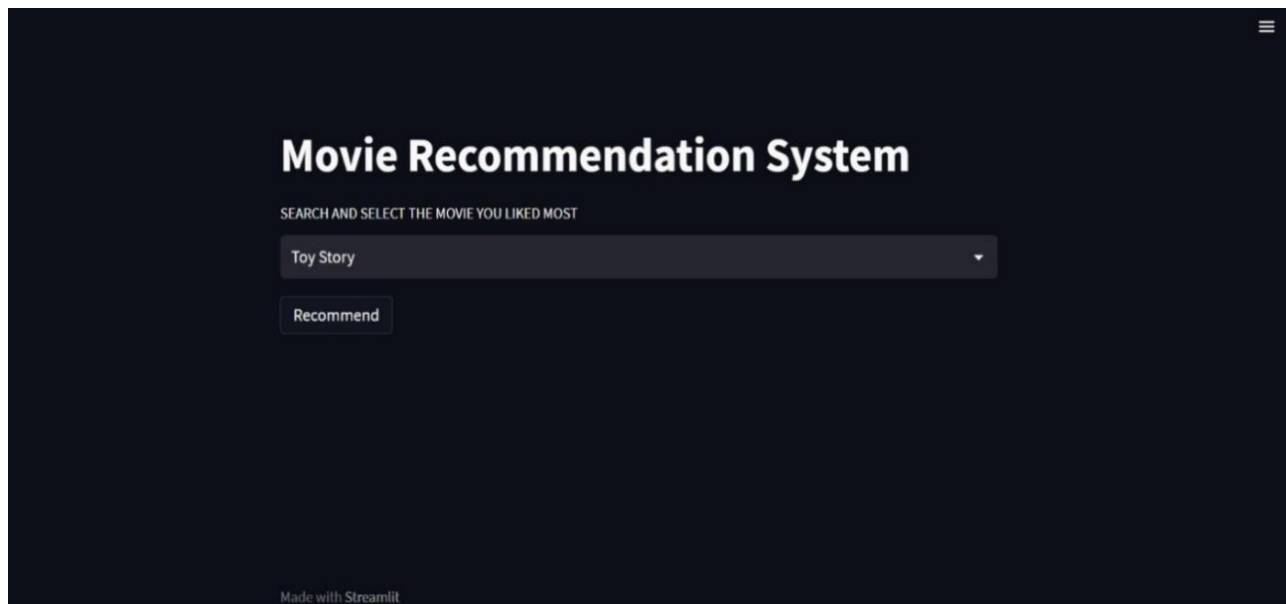 Movie Recommendation System
SEARCH AND SELECT THE MOVIE YOU LIKED MOST
Toy Story
Recommend
Made with Streamlit